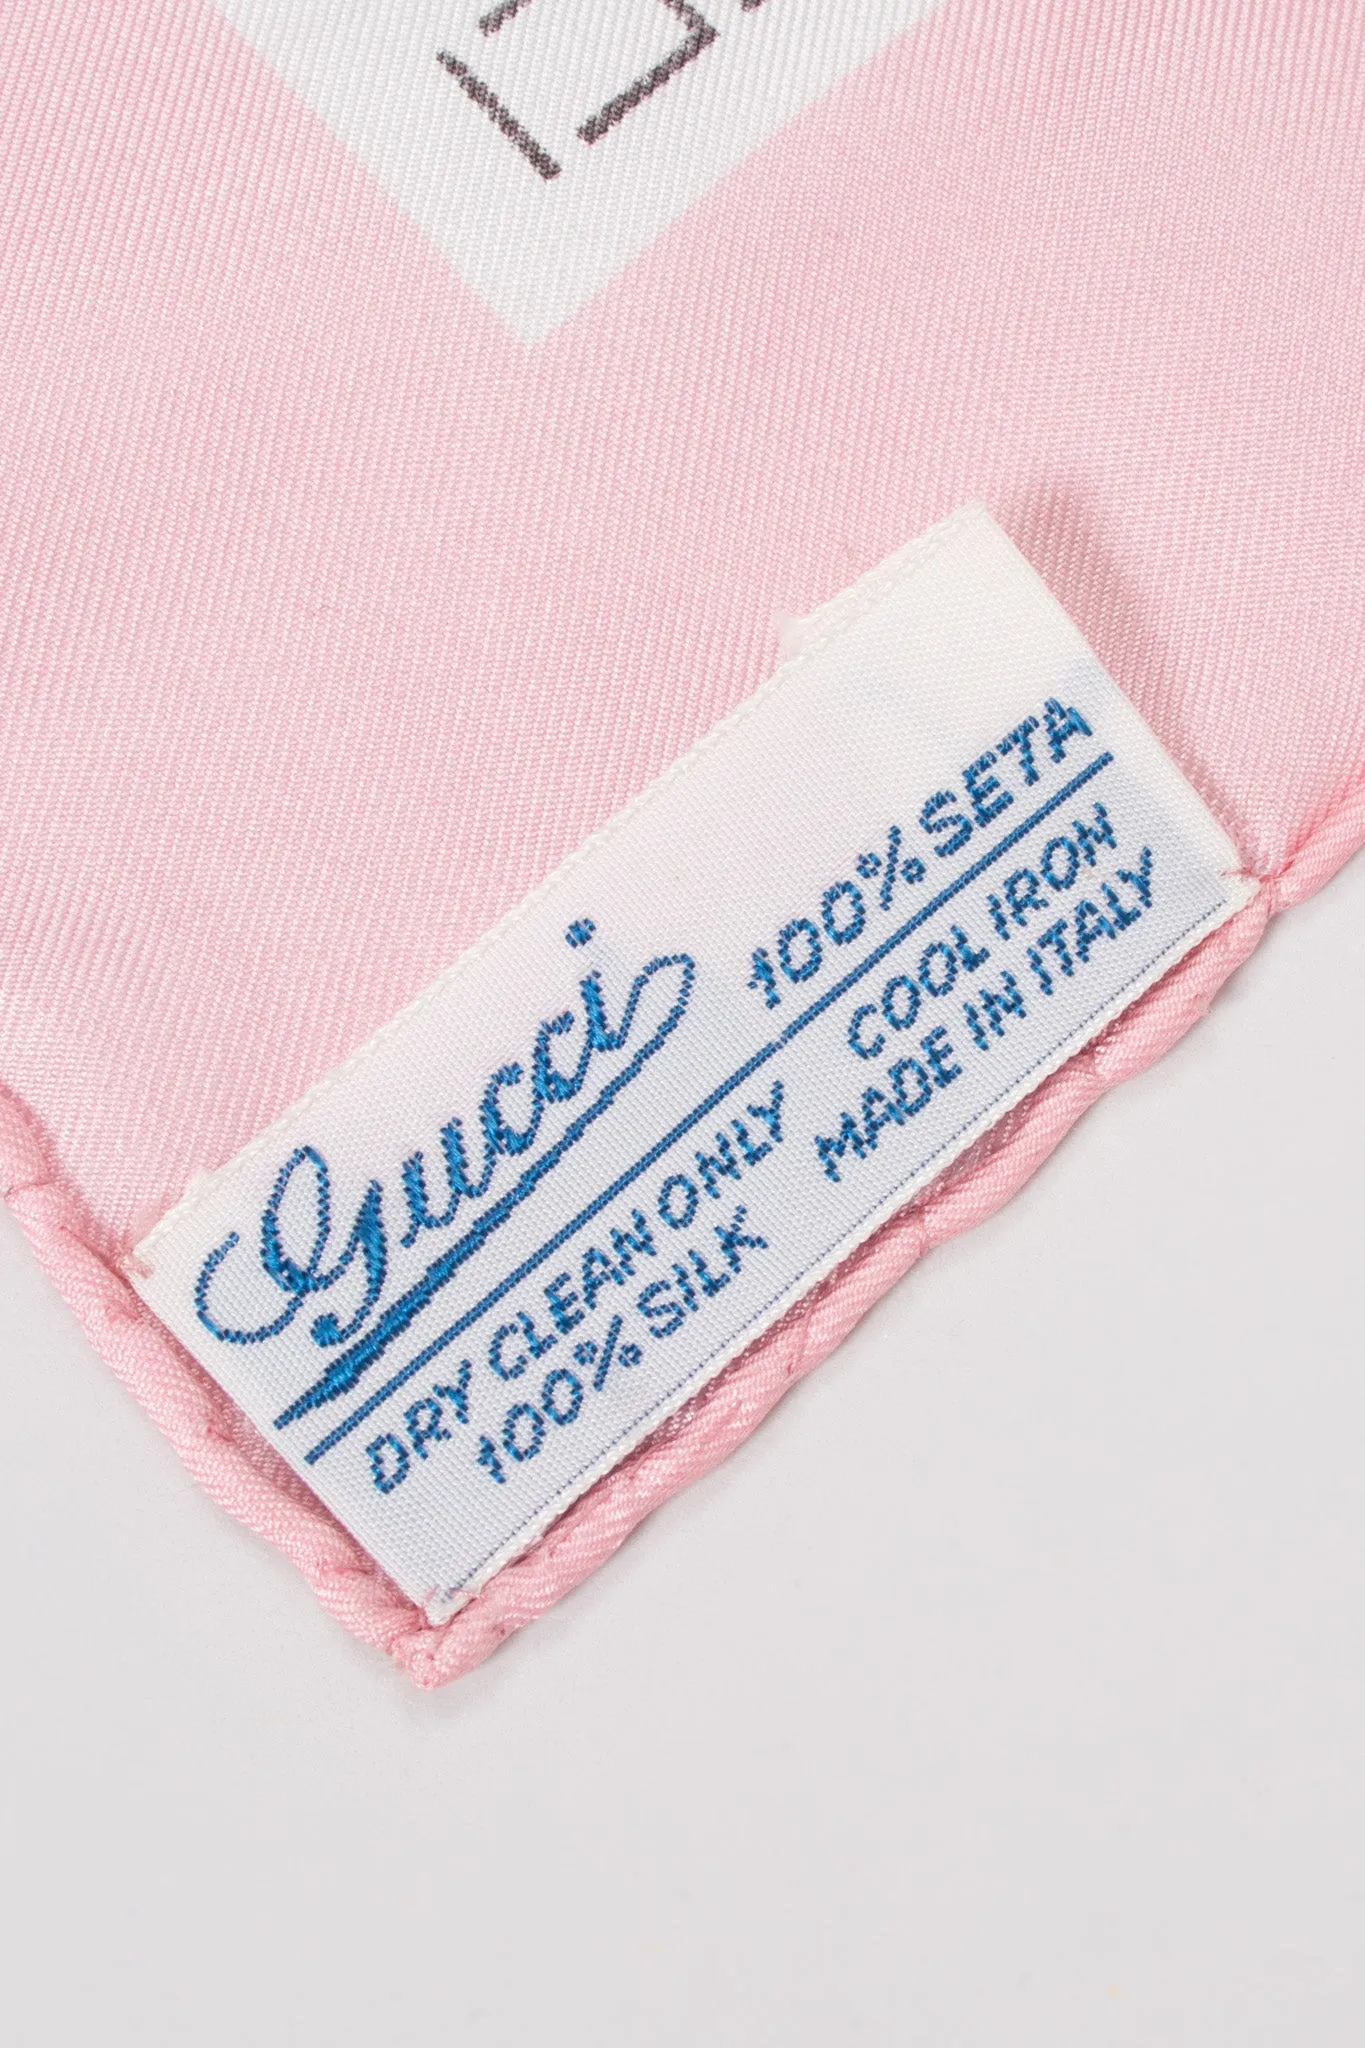 Gucci 100% SETA
DRY CLEAN ONLY COOL IRON
100% SILK MADE IN ITALY